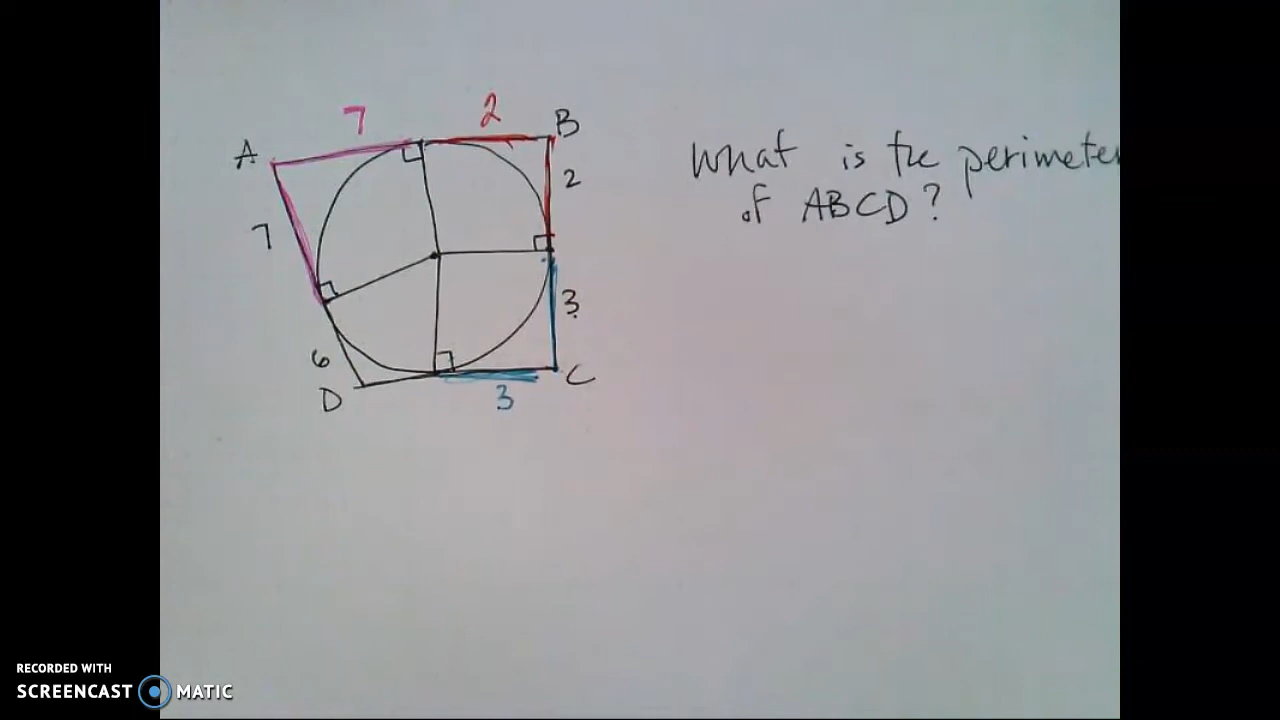 7
2
B
A
What is the perimeter
of ABCD?
2
7
3
6
D
3
C
RECORDED WITH
SCREENCAST MATIC